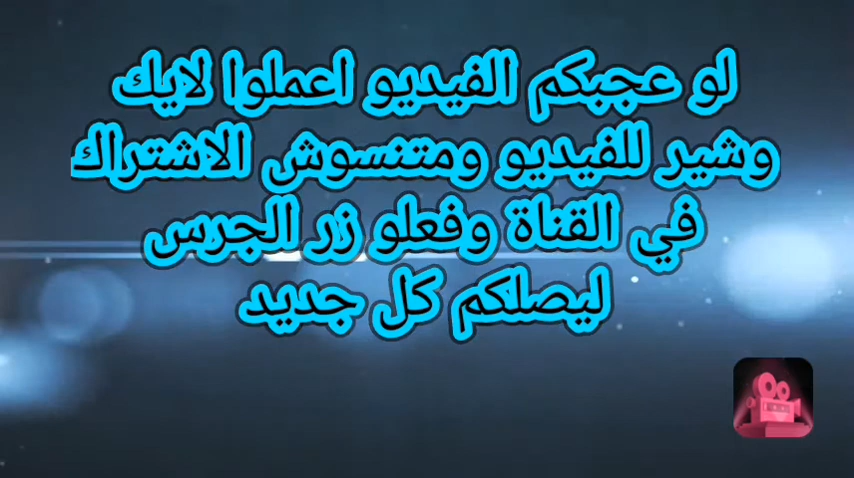 لو عجبكم الفيديو اعملوا لايك
وشير للفيديو ومتنسوش الاشتراك
في القناة وفعلو زر الجرس
ليصلكم كل جديد